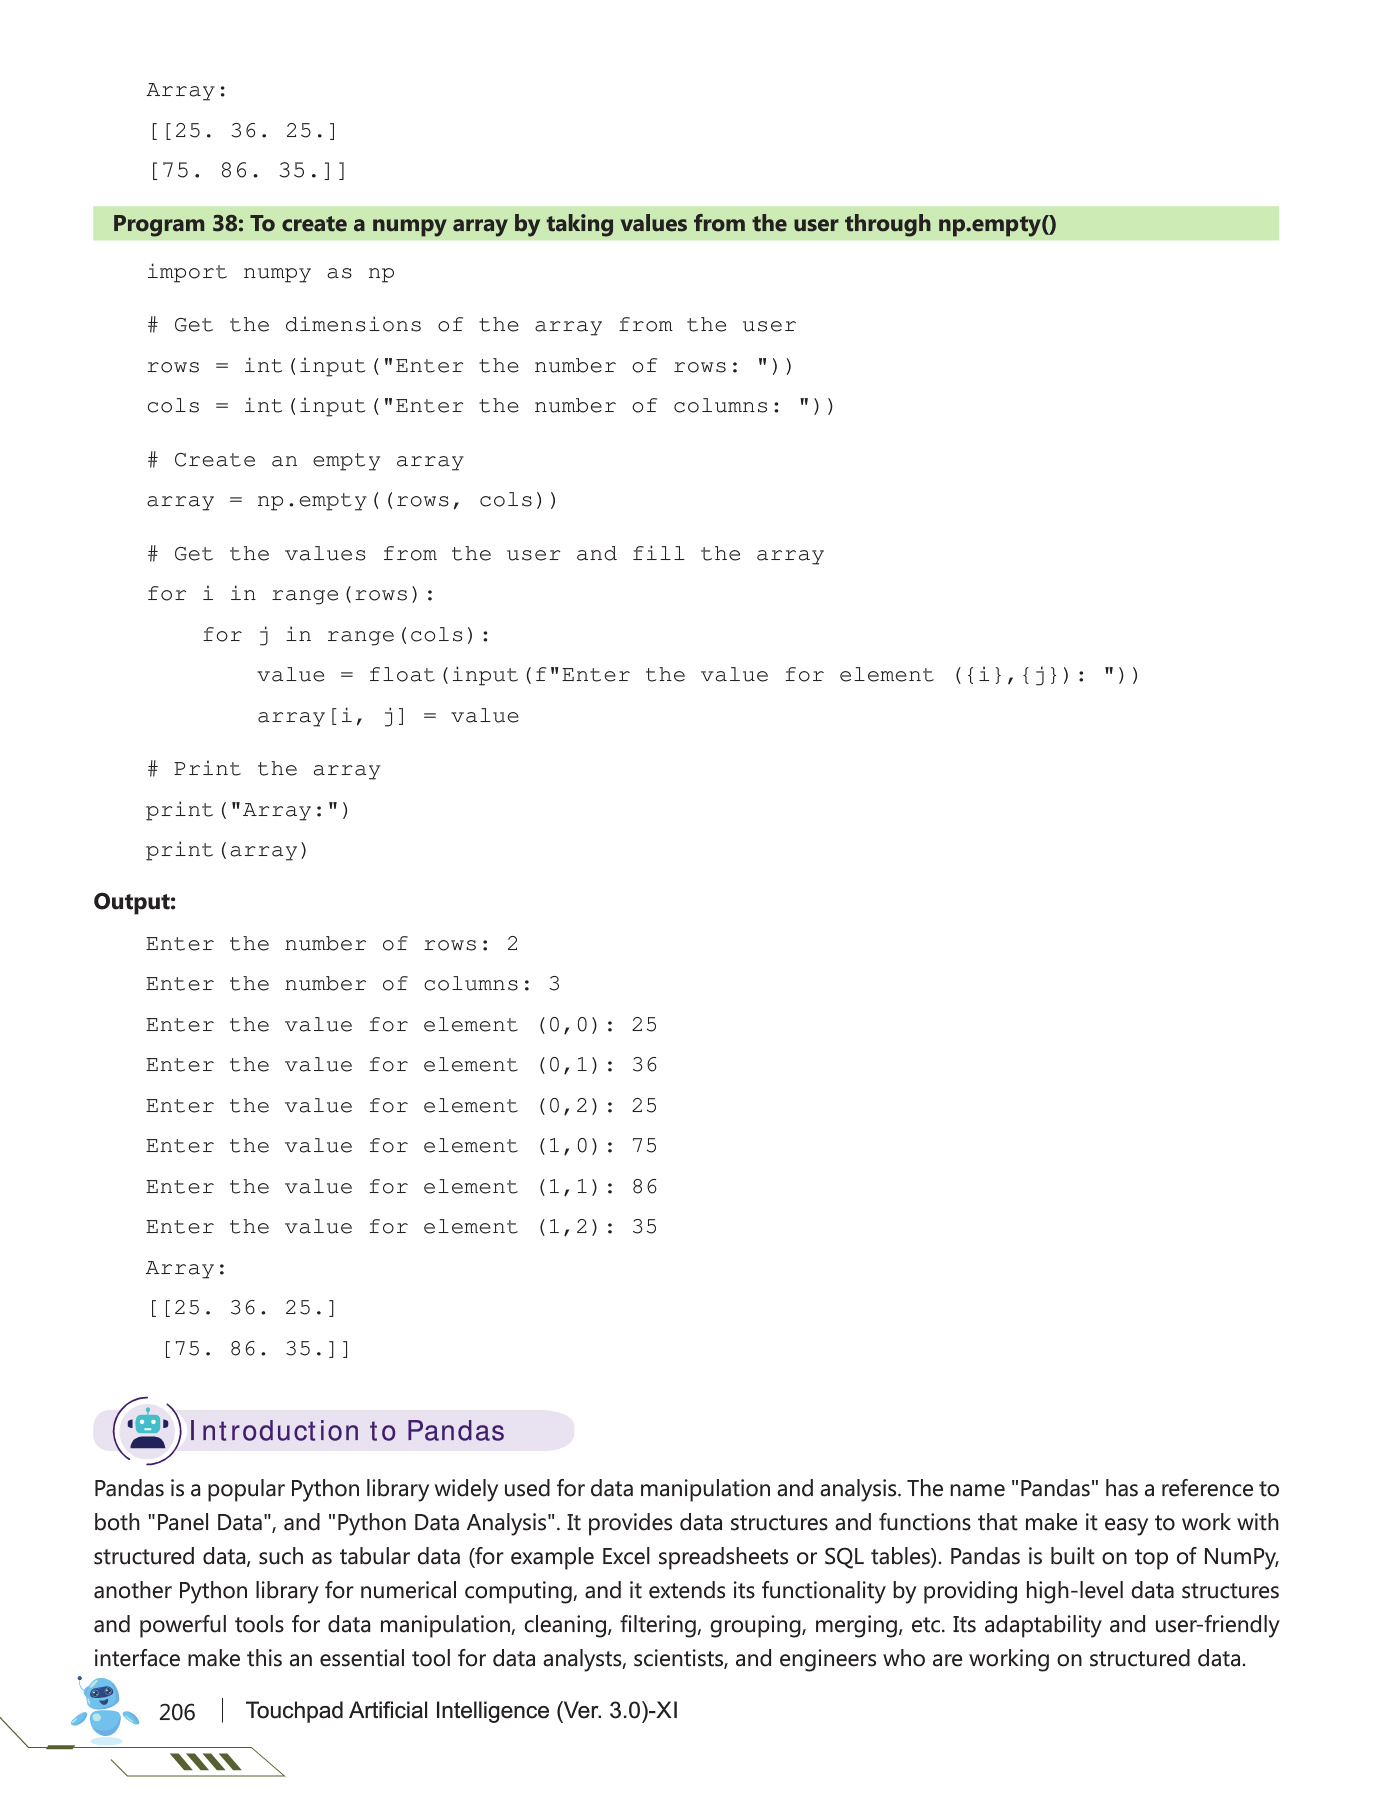 Array:
[[25. 36. 25.]
[75. 86. 35.]]
Program 38: To create a numpy array by taking values from the user through np.empty()
import numpy as np
# Get the dimensions of the array from the user
rows = int(input("Enter the number of rows: "))
cols = int(input("Enter the number of columns: "))
# Create an empty array
array = np.empty((rows, cols))
# Get the values from the user and fill the array
for i in range(rows):
    for j in range(cols):
        value = float(input(f"Enter the value for element ({i},{j}): "))
        array[i, j] = value
# Print the array
print("Array:")
print(array)
Output:
Enter the number of rows: 2
Enter the number of columns: 3
Enter the value for element (0,0): 25
Enter the value for element (0,1): 36
Enter the value for element (0,2): 25
Enter the value for element (1,0): 75
Enter the value for element (1,1): 86
Enter the value for element (1,2): 35
Array:
[[25. 36. 25.]
 [75. 86. 35.]]
Introduction to Pandas
Pandas is a popular Python library widely used for data manipulation and analysis. The name "Pandas" has a reference to
both "Panel Data", and "Python Data Analysis". It provides data structures and functions that make it easy to work with
structured data, such as tabular data (for example Excel spreadsheets or SQL tables). Pandas is built on top of NumPy,
another Python library for numerical computing, and it extends its functionality by providing high-level data structures
and powerful tools for data manipulation, cleaning, filtering, grouping, merging, etc. Its adaptability and user-friendly
interface make this an essential tool for data analysts, scientists, and engineers who are working on structured data.
206 | Touchpad Artificial Intelligence (Ver. 3.0)-XI